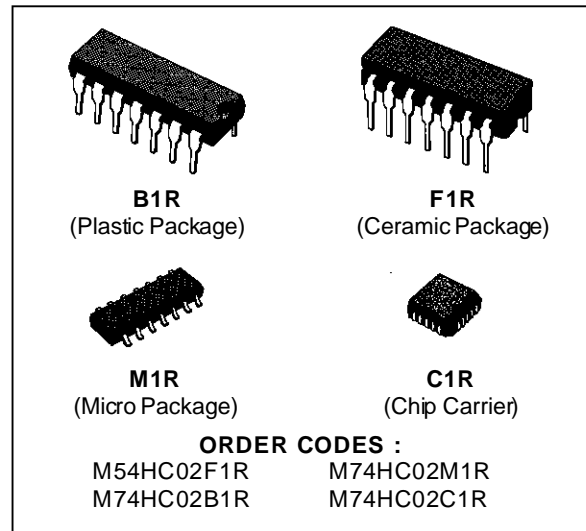 B1R
(Plastic Package)
F1R
(Ceramic Package)
M1R
(Micro Package)
C1R
(Chip Carrier)
ORDER CODES :
M54HC02F1R M74HC02M1R
M74HC02B1R M74HC02C1R